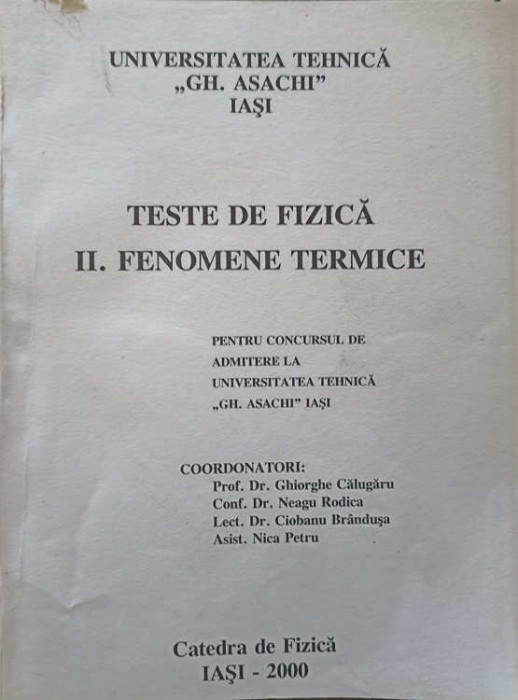 UNIVERSITATEA TEHNICĂ
„GH. ASACHI”
IAŞI
TESTE DE FIZICĂ
II. FENOMENE TERMICE
PENTRU CONCURSUL DE
ADMITERE LA
UNIVERSITATEA TEHNICĂ
„GH. ASACHI” IAŞI
COORDONATORI:
Prof. Dr. Ghiorghe Călugăru
Conf. Dr. Neagu Rodica
Lect. Dr. Ciobanu Brânduşa
Asist. Nica Petru
Catedra de Fizică
IAŞI - 2000